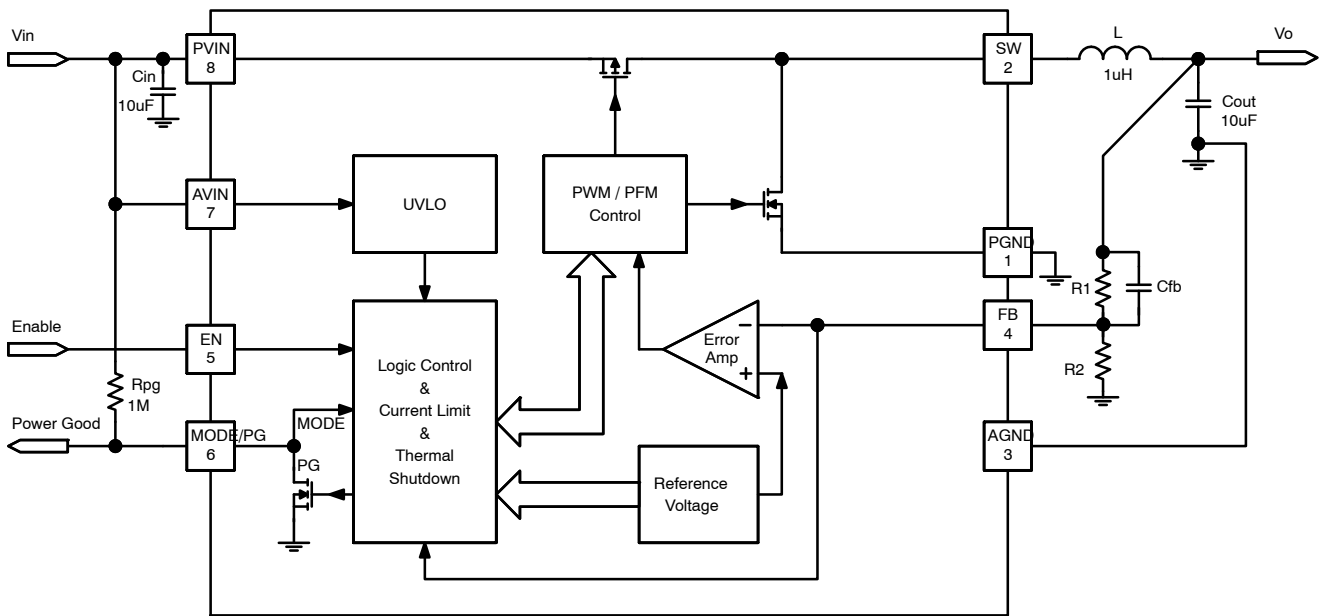 Vin
Cin
10uF
PVIN
8
SW
2
L
1uH
Vo
Cout
10uF
AVIN
7
UVLO
PWM / PFM
Control
PGND
1
R1
Cfb
Enable
EN
5
FB
4
Error
Amp
−
+
R2
Logic Control
&
Current Limit
&
Thermal
Shutdown
Rpg
1M
Power Good
MODE/PG
6
MODE
PG
AGND
3
Reference
Voltage